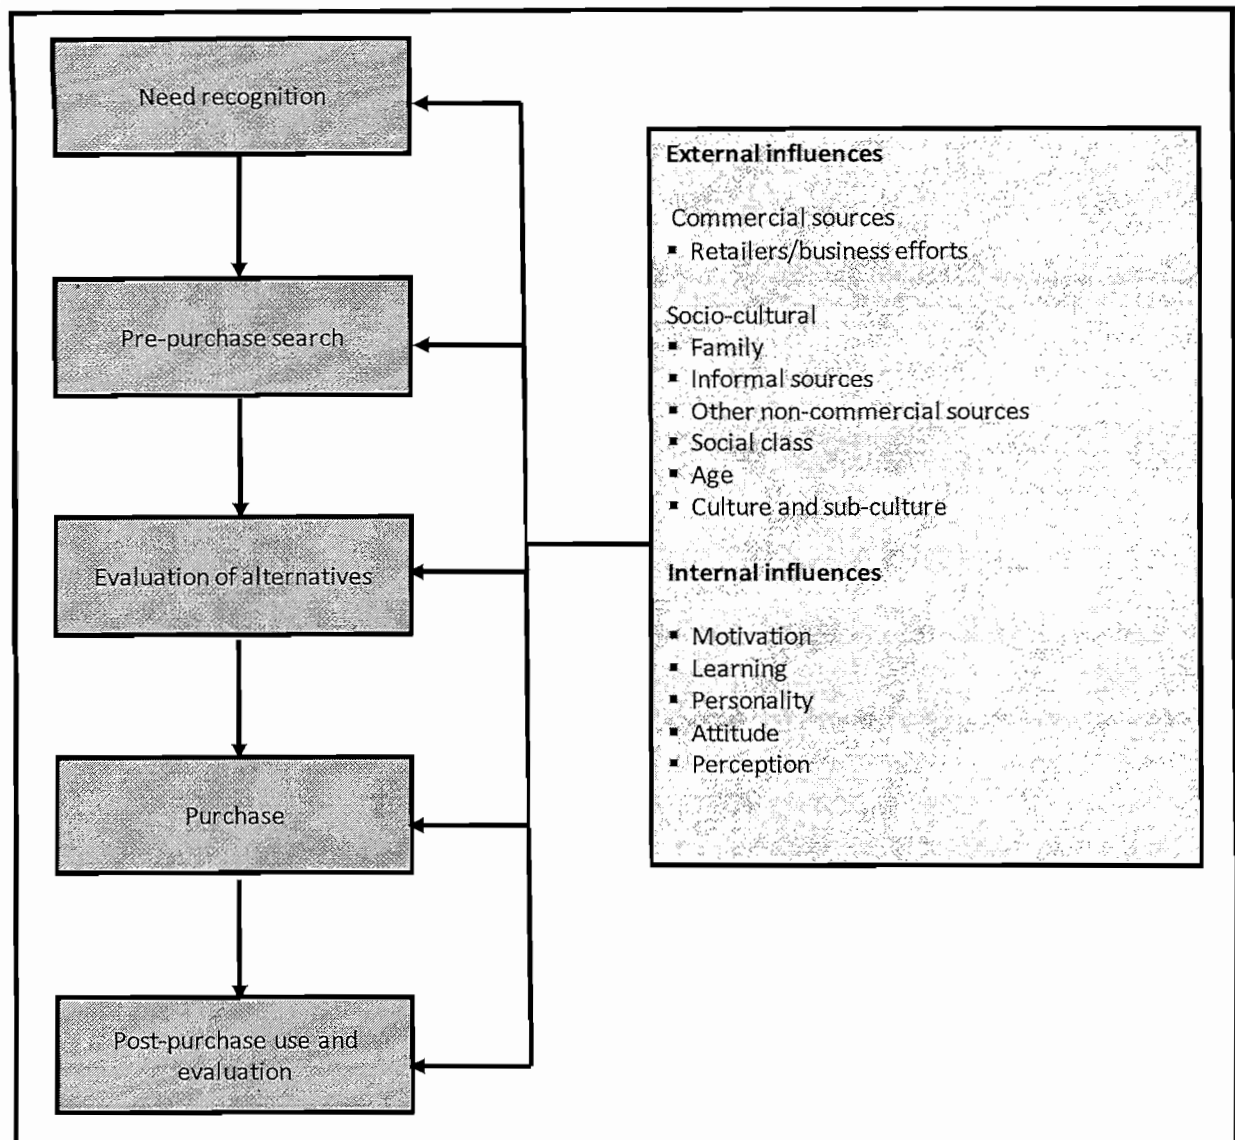 Need recognition
Pre-purchase search
Evaluation of alternatives
Purchase
Post-purchase use and
evaluation
External influences
Commercial sources
▪ Retailers/business efforts
Socio-cultural
▪ Family
▪ Informal sources
▪ Other non-commercial sources
▪ Social class
▪ Age
▪ Culture and sub-culture
Internal influences
▪ Motivation
▪ Learning
▪ Personality
▪ Attitude
▪ Perception